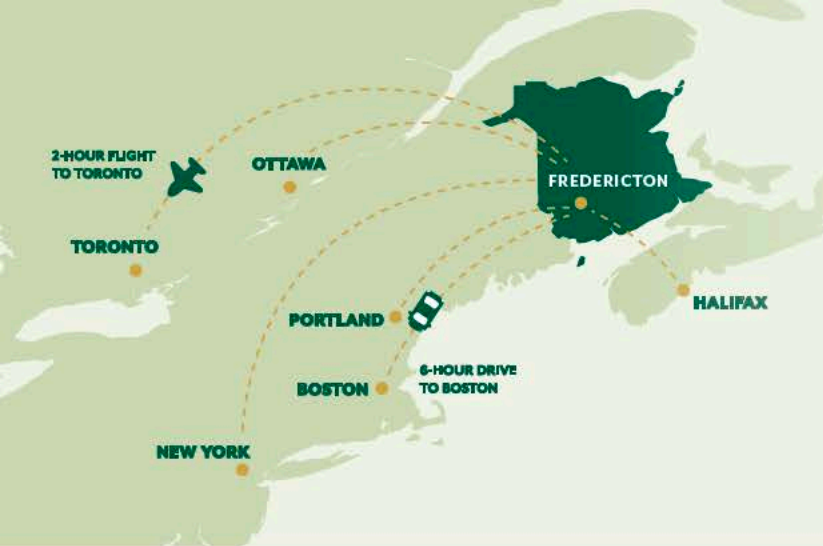 2-HOUR FLIGHT
TO TORONTO
OTTAWA
FREDERICTON
TORONTO
HALIFAX
PORTLAND
6-HOUR DRIVE
TO BOSTON
BOSTON
NEW YORK